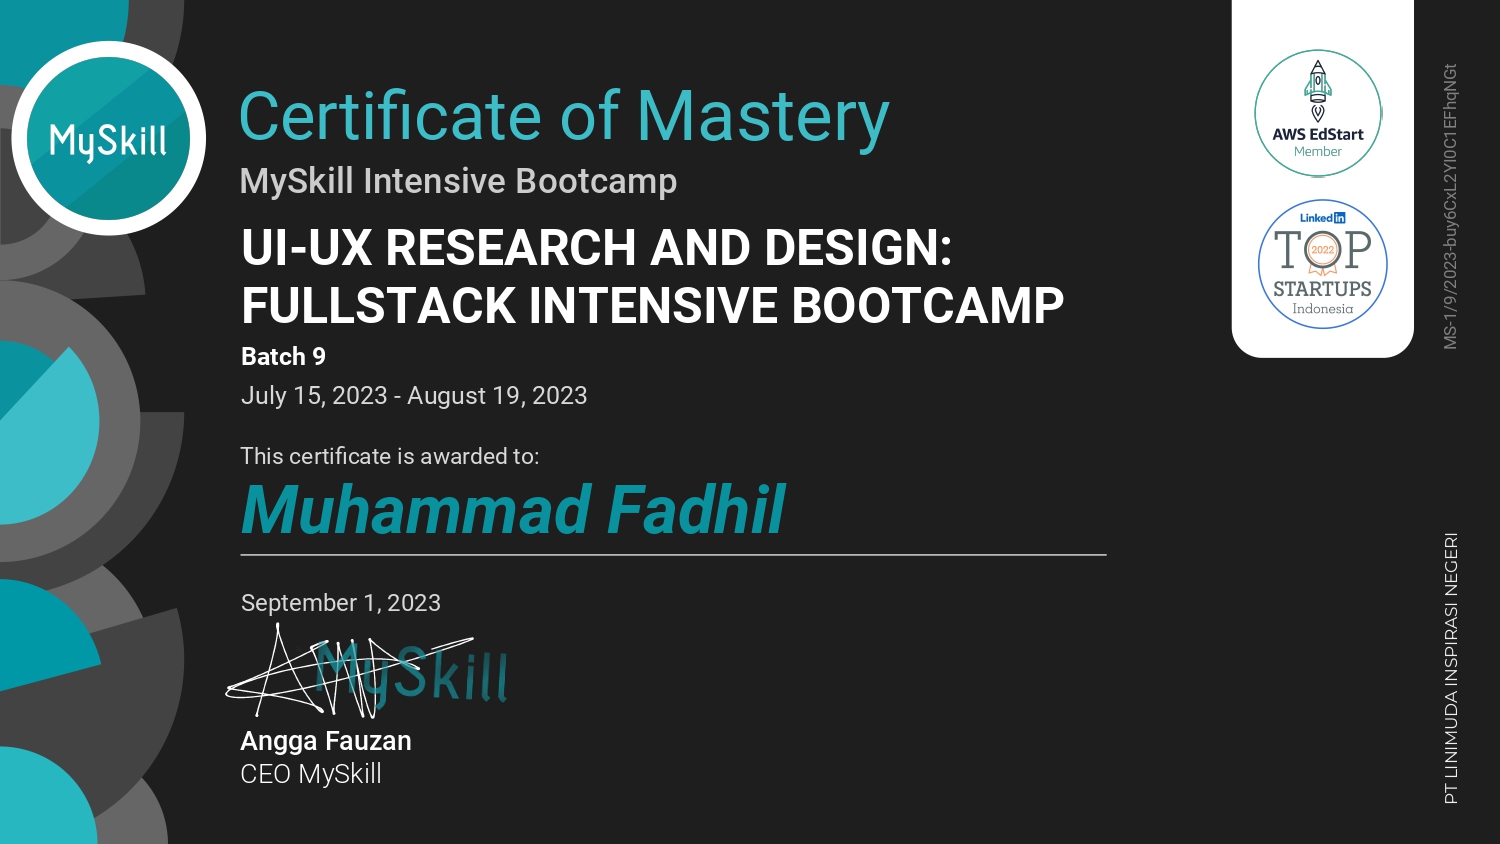 MySkill
Certificate of Mastery
MySkill Intensive Bootcamp
UI-UX RESEARCH AND DESIGN:
FULLSTACK INTENSIVE BOOTCAMP
Batch 9
July 15, 2023 - August 19, 2023
This certificate is awarded to:
Muhammad Fadhil
September 1, 2023
MySkill
Angga Fauzan
CEO MySkill
AWS EdStart
Member
Linkedin
TOP
2022
STARTUPS
Indonesia
MS-1/9/2023-buy6CxL2YI0C1EFhqNGt
PT LINIMUDA INSPIRASI NEGERI